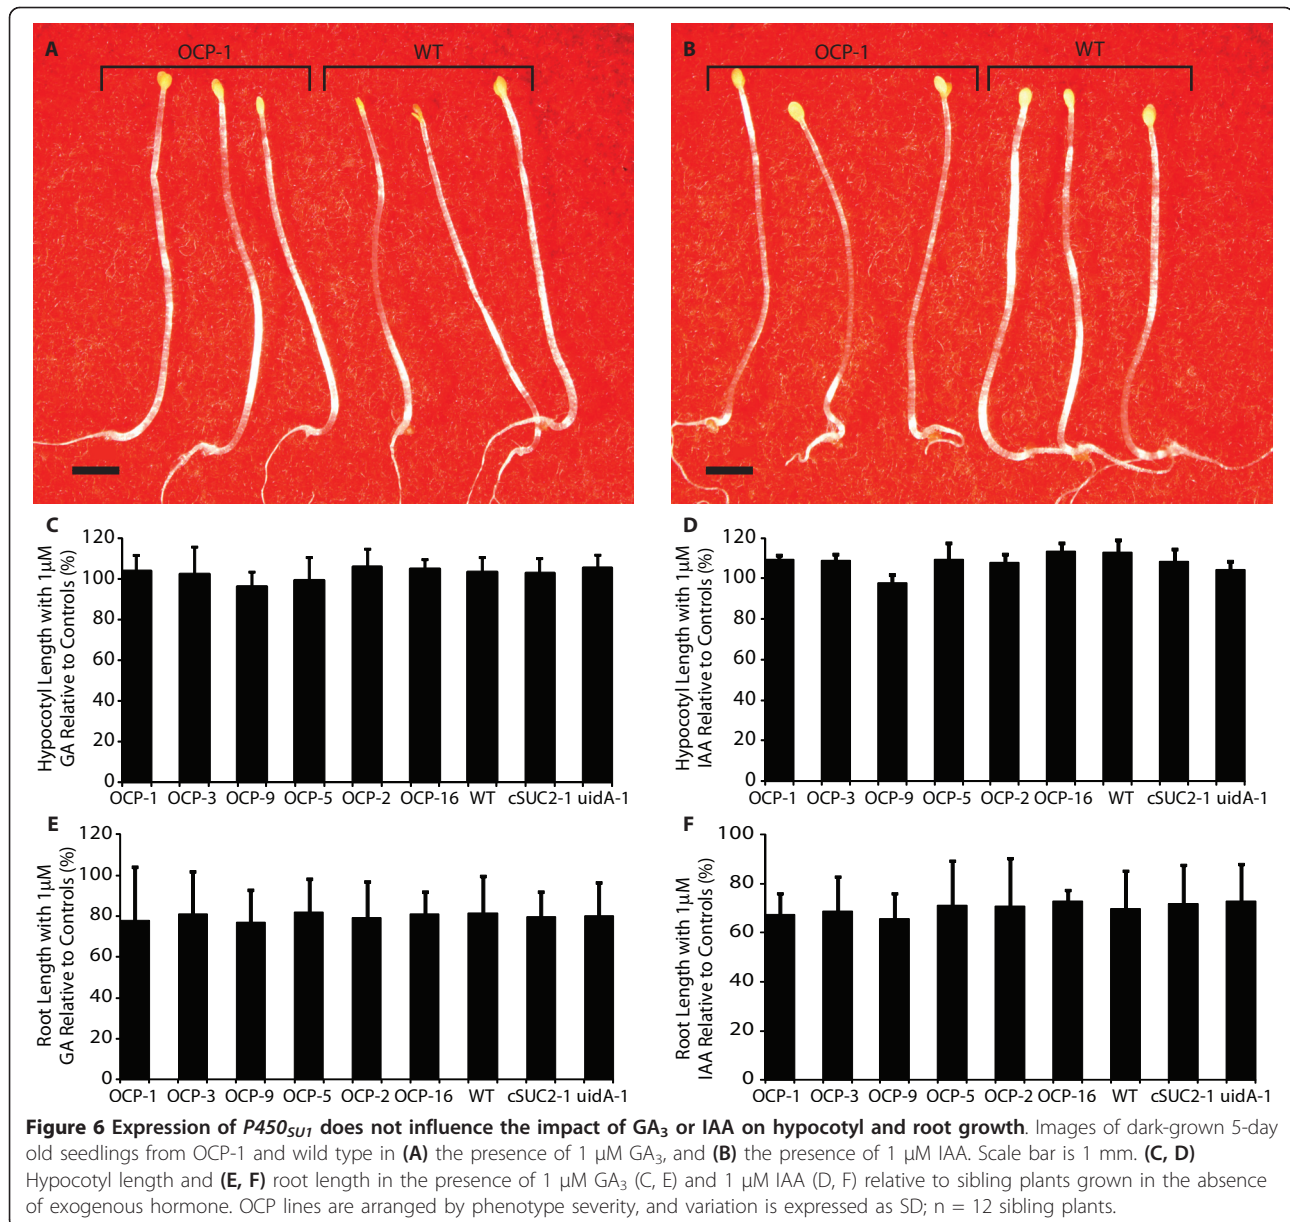 A
OCP-1
WT
B
OCP-1
WT
C
Hypocotyl Length with 1µM
GA Relative to Controls (%)
120
100
80
60
40
20
0
OCP-1 OCP-3 OCP-9 OCP-5 OCP-2 OCP-16 WT cSUC2-1 uidA-1
D
Hypocotyl Length with 1µM
IAA Relative to Controls (%)
120
100
80
60
40
20
0
OCP-1 OCP-3 OCP-9 OCP-5 OCP-2 OCP-16 WT cSUC2-1 uidA-1
E
Root Length with 1µM
GA Relative to Controls (%)
120
100
80
60
40
20
0
OCP-1 OCP-3 OCP-9 OCP-5 OCP-2 OCP-16 WT cSUC2-1 uidA-1
F
Root Length with 1µM
IAA Relative to Controls (%)
100
80
60
40
20
0
OCP-1 OCP-3 OCP-9 OCP-5 OCP-2 OCP-16 WT cSUC2-1 uidA-1
Figure 6 Expression of P450SU1 does not influence the impact of GA3 or IAA on hypocotyl and root growth. Images of dark-grown 5-day
old seedlings from OCP-1 and wild type in (A) the presence of 1 µM GA3, and (B) the presence of 1 µM IAA. Scale bar is 1 mm. (C, D)
Hypocotyl length and (E, F) root length in the presence of 1 µM GA3 (C, E) and 1 µM IAA (D, F) relative to sibling plants grown in the absence
of exogenous hormone. OCP lines are arranged by phenotype severity, and variation is expressed as SD; n = 12 sibling plants.